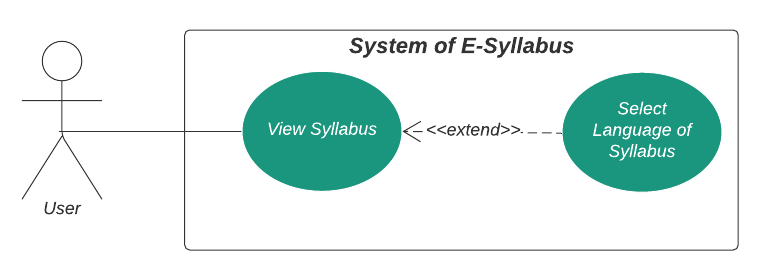 System of E-Syllabus
View Syllabus
<<extend>>
Select
Language of
Syllabus
User